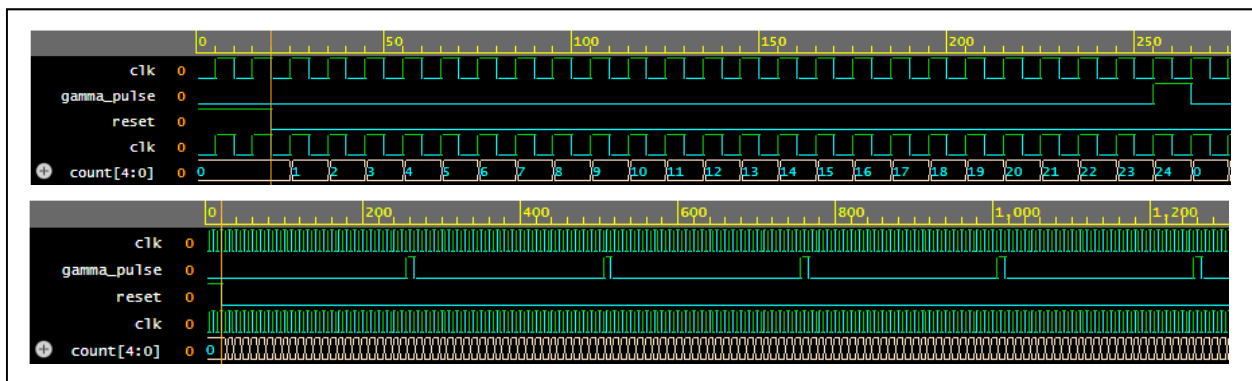 0 50 100 150 200 250
clk 0
gamma_pulse 0
reset 0
clk 0
count[4:0] 0 0 1 2 3 4 5 6 7 8 9 10 11 12 13 14 15 16 17 18 19 20 21 22 23 24 0
0 200 400 600 800 1,000 1,200
clk 0
gamma_pulse 0
reset 0
clk 0
count[4:0] 0 0